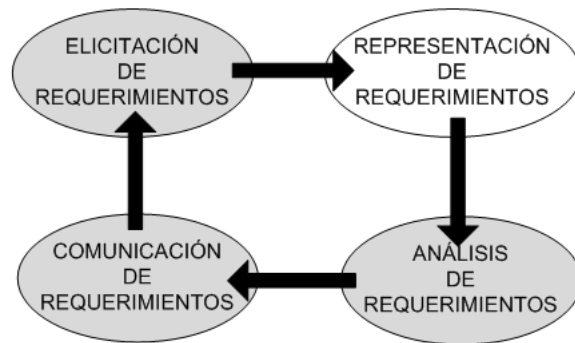 ELICITACIÓN
DE
REQUERIMIENTOS
REPRESENTACIÓN
DE
REQUERIMIENTOS
COMUNICACIÓN
DE
REQUERIMIENTOS
ANÁLISIS
DE
REQUERIMIENTOS